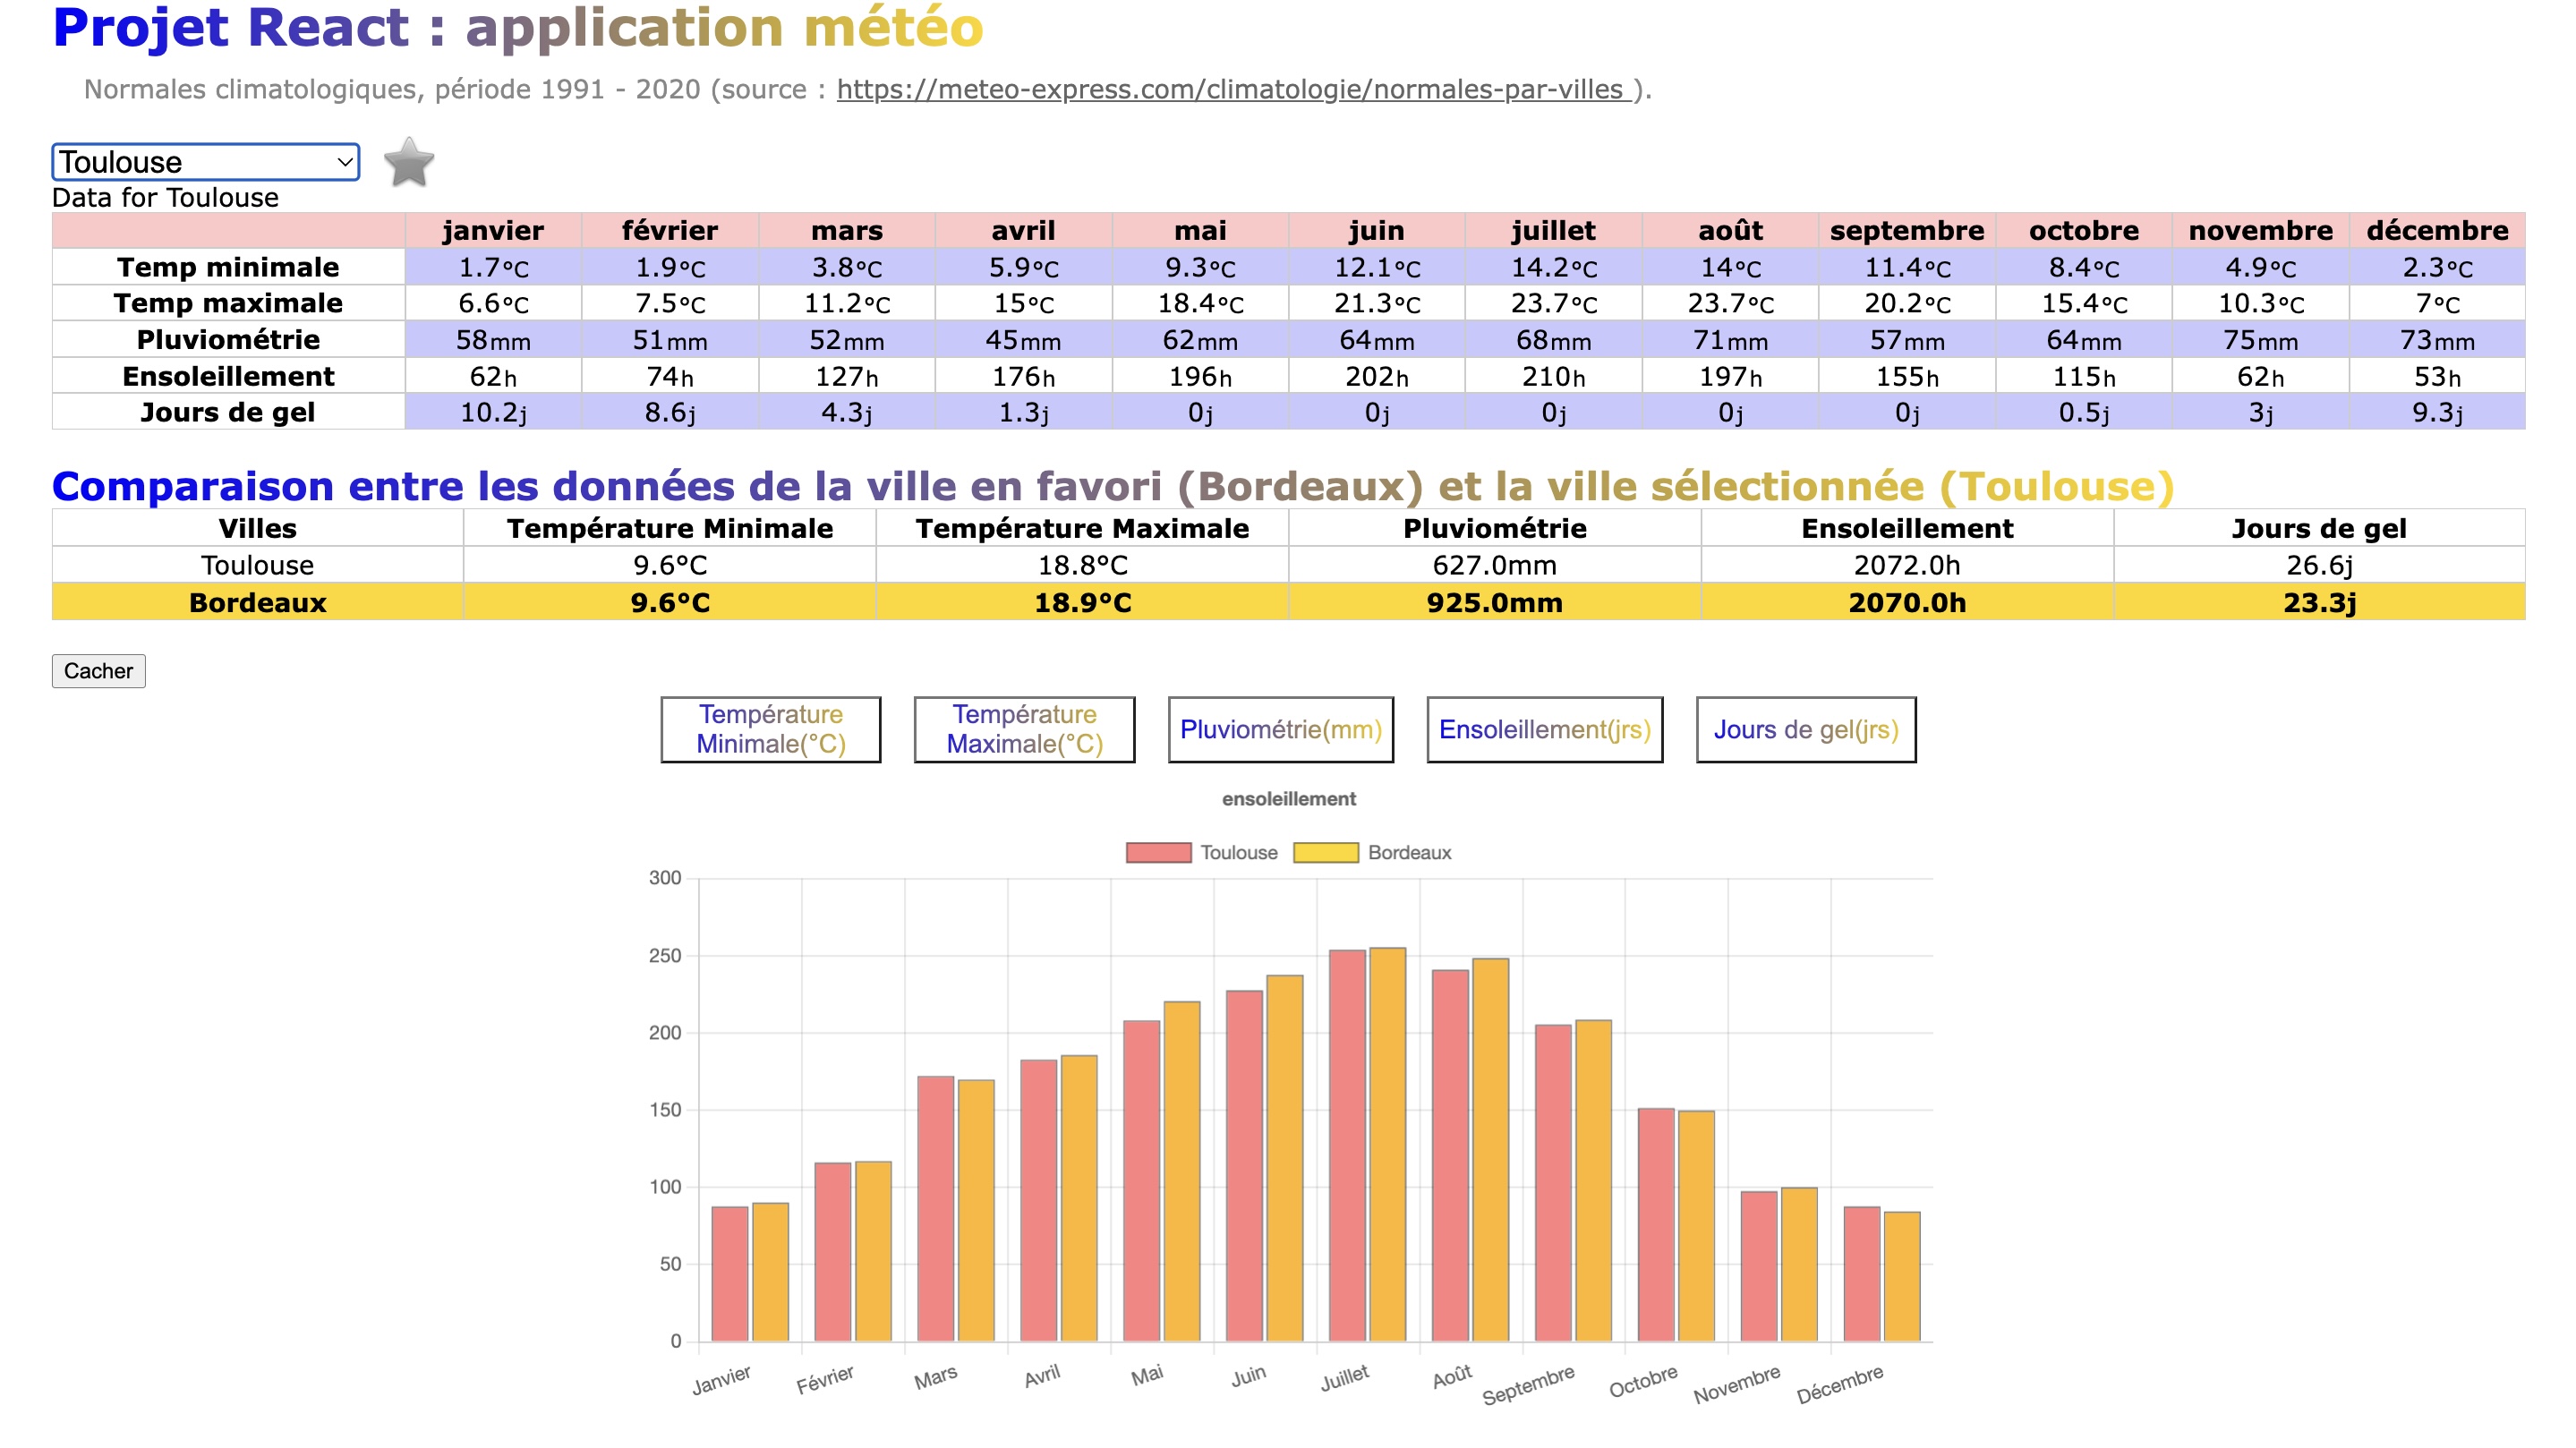 Projet React : application météo
Normales climatologiques, période 1991 - 2020 (source : https://meteo-express.com/climatologie/normales-par-villes ).
Toulouse
Data for Toulouse
janvier février mars avril mai juin juillet août septembre octobre novembre décembre
Temp minimale 1.7°C 1.9°C 3.8°C 5.9°C 9.3°C 12.1°C 14.2°C 14°C 11.4°C 8.4°C 4.9°C 2.3°C
Temp maximale 6.6°C 7.5°C 11.2°C 15°C 18.4°C 21.3°C 23.7°C 23.7°C 20.2°C 15.4°C 10.3°C 7°C
Pluviométrie 58mm 51mm 52mm 45mm 62mm 64mm 68mm 71mm 57mm 64mm 75mm 73mm
Ensoleillement 62h 74h 127h 176h 196h 202h 210h 197h 155h 115h 62h 53h
Jours de gel 10.2j 8.6j 4.3j 1.3j 0j 0j 0j 0j 0j 0.5j 3j 9.3j
Comparaison entre les données de la ville en favori (Bordeaux) et la ville sélectionnée (Toulouse)
Villes Température Minimale Température Maximale Pluviométrie Ensoleillement Jours de gel
Toulouse 9.6°C 18.8°C 627.0mm 2072.0h 26.6j
Bordeaux 9.6°C 18.9°C 925.0mm 2070.0h 23.3j
Cacher
Température Minimale(°C) Température Maximale(°C) Pluviométrie(mm) Ensoleillement(jrs) Jours de gel(jrs)
ensoleillement
Toulouse Bordeaux
300
250
200
150
100
50
0
Janvier Février Mars Avril Mai Juin Juillet Août Septembre Octobre Novembre Décembre